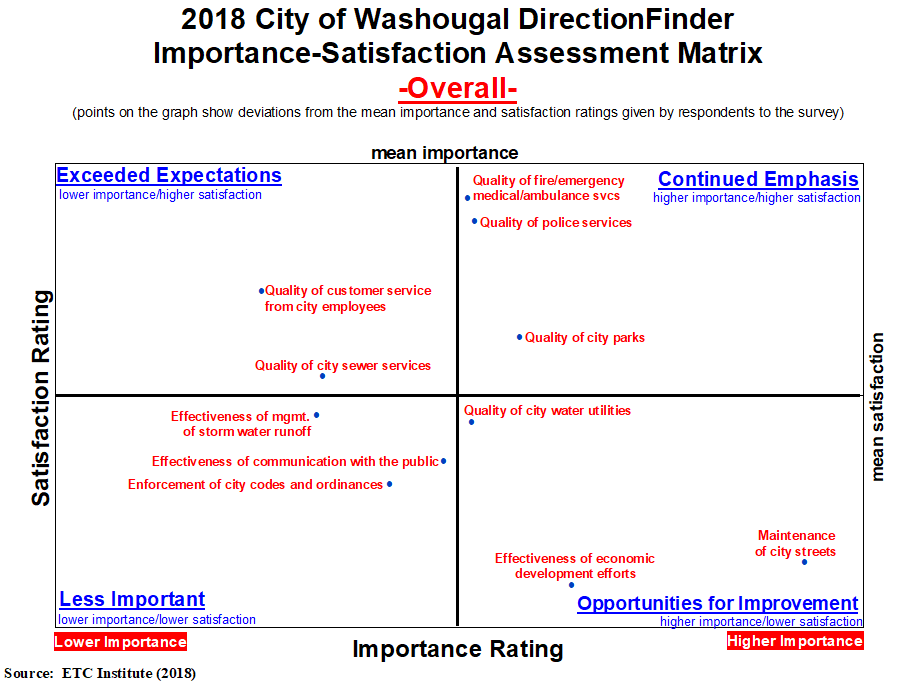 2018 City of Washougal DirectionFinder
Importance-Satisfaction Assessment Matrix
-Overall-
(points on the graph show deviations from the mean importance and satisfaction ratings given by respondents to the survey)
mean importance
Exceeded Expectations
lower importance/higher satisfaction
Quality of fire/emergency
medical/ambulance svcs
Continued Emphasis
higher importance/higher satisfaction
Quality of police services
Quality of customer service
from city employees
Quality of city parks
Quality of city sewer services
Satisfaction Rating
mean satisfaction
Quality of city water utilities
Effectiveness of mgmt.
of storm water runoff
Effectiveness of communication with the public
Enforcement of city codes and ordinances
Maintenance
of city streets
Effectiveness of economic
development efforts
Less Important
lower importance/lower satisfaction
Opportunities for Improvement
higher importance/lower satisfaction
Lower Importance
Importance Rating
Higher Importance
Source: ETC Institute (2018)